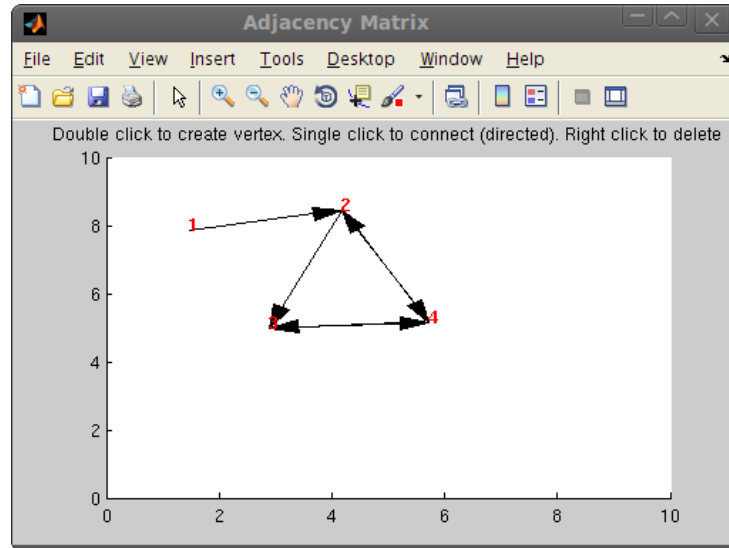 Adjacency Matrix
File Edit View Insert Tools Desktop Window Help
Double click to create vertex. Single click to connect (directed). Right click to delete
10
8
6
4
2
0
1
2
3
4
0 2 4 6 8 10